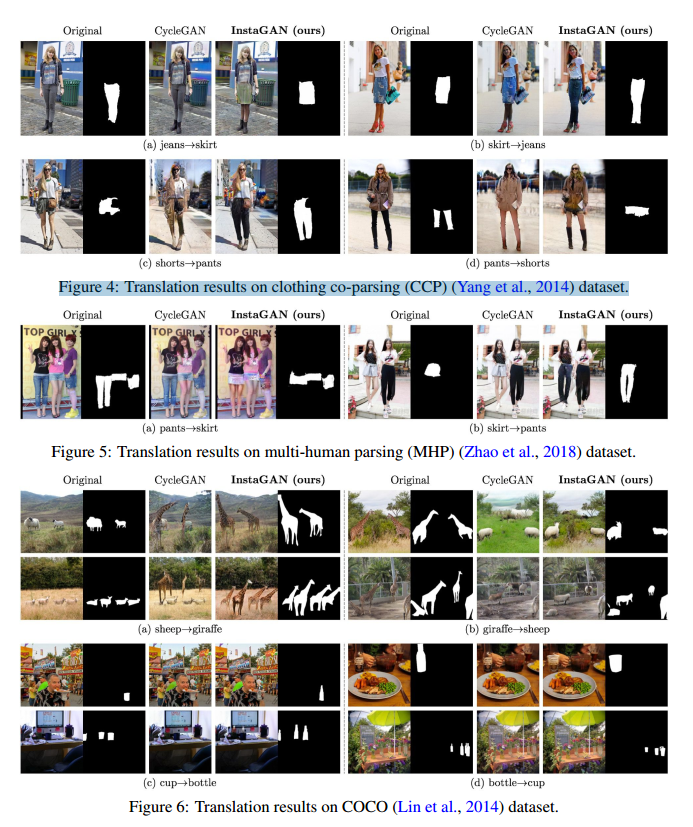 Original CycleGAN InstaGAN (ours) Original CycleGAN InstaGAN (ours)
(a) jeans→skirt (b) skirt→jeans
(c) shorts→pants (d) pants→shorts
Figure 4: Translation results on clothing co-parsing (CCP) (Yang et al., 2014) dataset.
Original CycleGAN InstaGAN (ours) Original CycleGAN InstaGAN (ours)
TOP GIRL TOP GIRL TOP GIRL
(a) pants→skirt (b) skirt→pants
Figure 5: Translation results on multi-human parsing (MHP) (Zhao et al., 2018) dataset.
Original CycleGAN InstaGAN (ours) Original CycleGAN InstaGAN (ours)
(a) sheep→giraffe (b) giraffe→sheep
(c) cup→bottle (d) bottle→cup
Figure 6: Translation results on COCO (Lin et al., 2014) dataset.